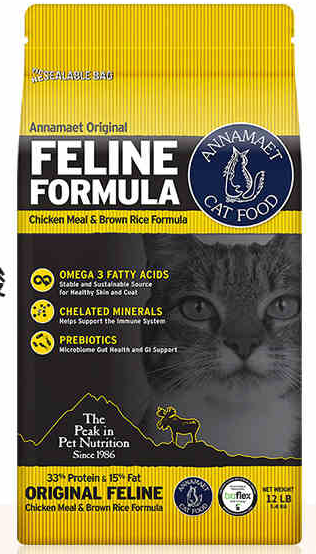 RESEALABLE BAG
Annamaet Original
FELINE
FORMULA
Chicken Meal & Brown Rice Formula
ANNAMAET
CAT FOOD
OMEGA 3 FATTY ACIDS
Stable and Sustainable Source
for Healthy Skin and Coat
CHELATED MINERALS
Helps Support the Immune System
PREBIOTICS
Microbiome Gut Health and GI Support
The
Peak in
Pet Nutrition
Since 1986
33% Protein & 15% Fat
ORIGINAL FELINE
Chicken Meal & Brown Rice Formula
bioflex
NET WEIGHT
12 LB
5.4 KG